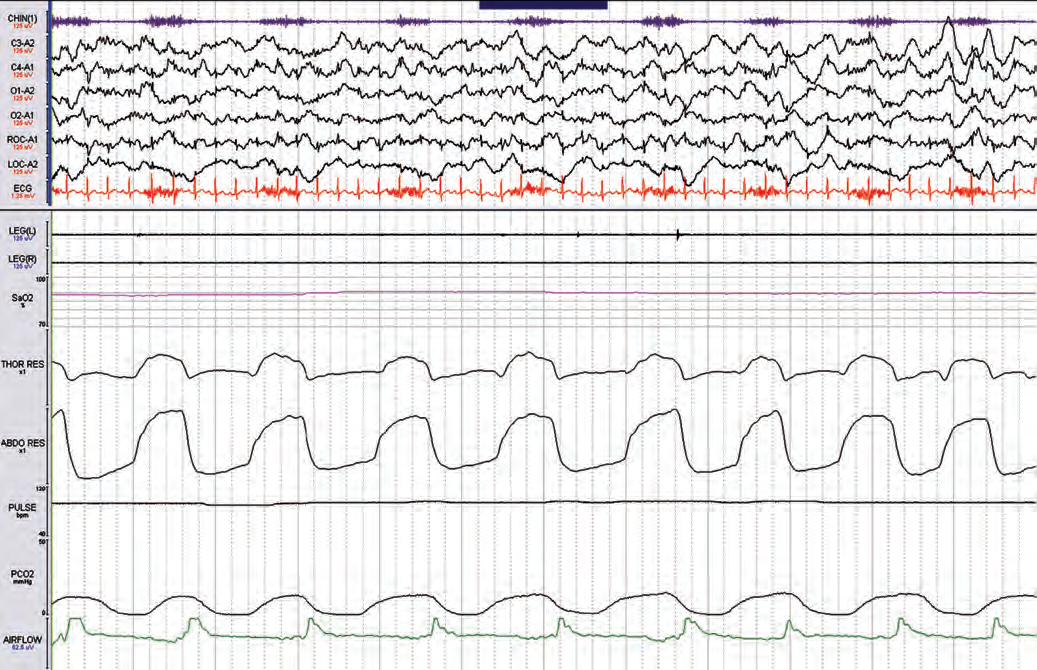 CHIN(1)
125 uV
C3-A2
125 uV
C4-A1
125 uV
O1-A2
125 uV
O2-A1
125 uV
ROC-A1
125 uV
LOC-A2
125 uV
ECG
1.25 mV
LEG(L)
125 uV
LEG(R)
125 uV
100
SaO2
%
70
THOR RES
x1
ABDO RES
x1
120
PULSE
bpm
40
50
PCO2
mmHg
0
AIRFLOW
62.5 uV